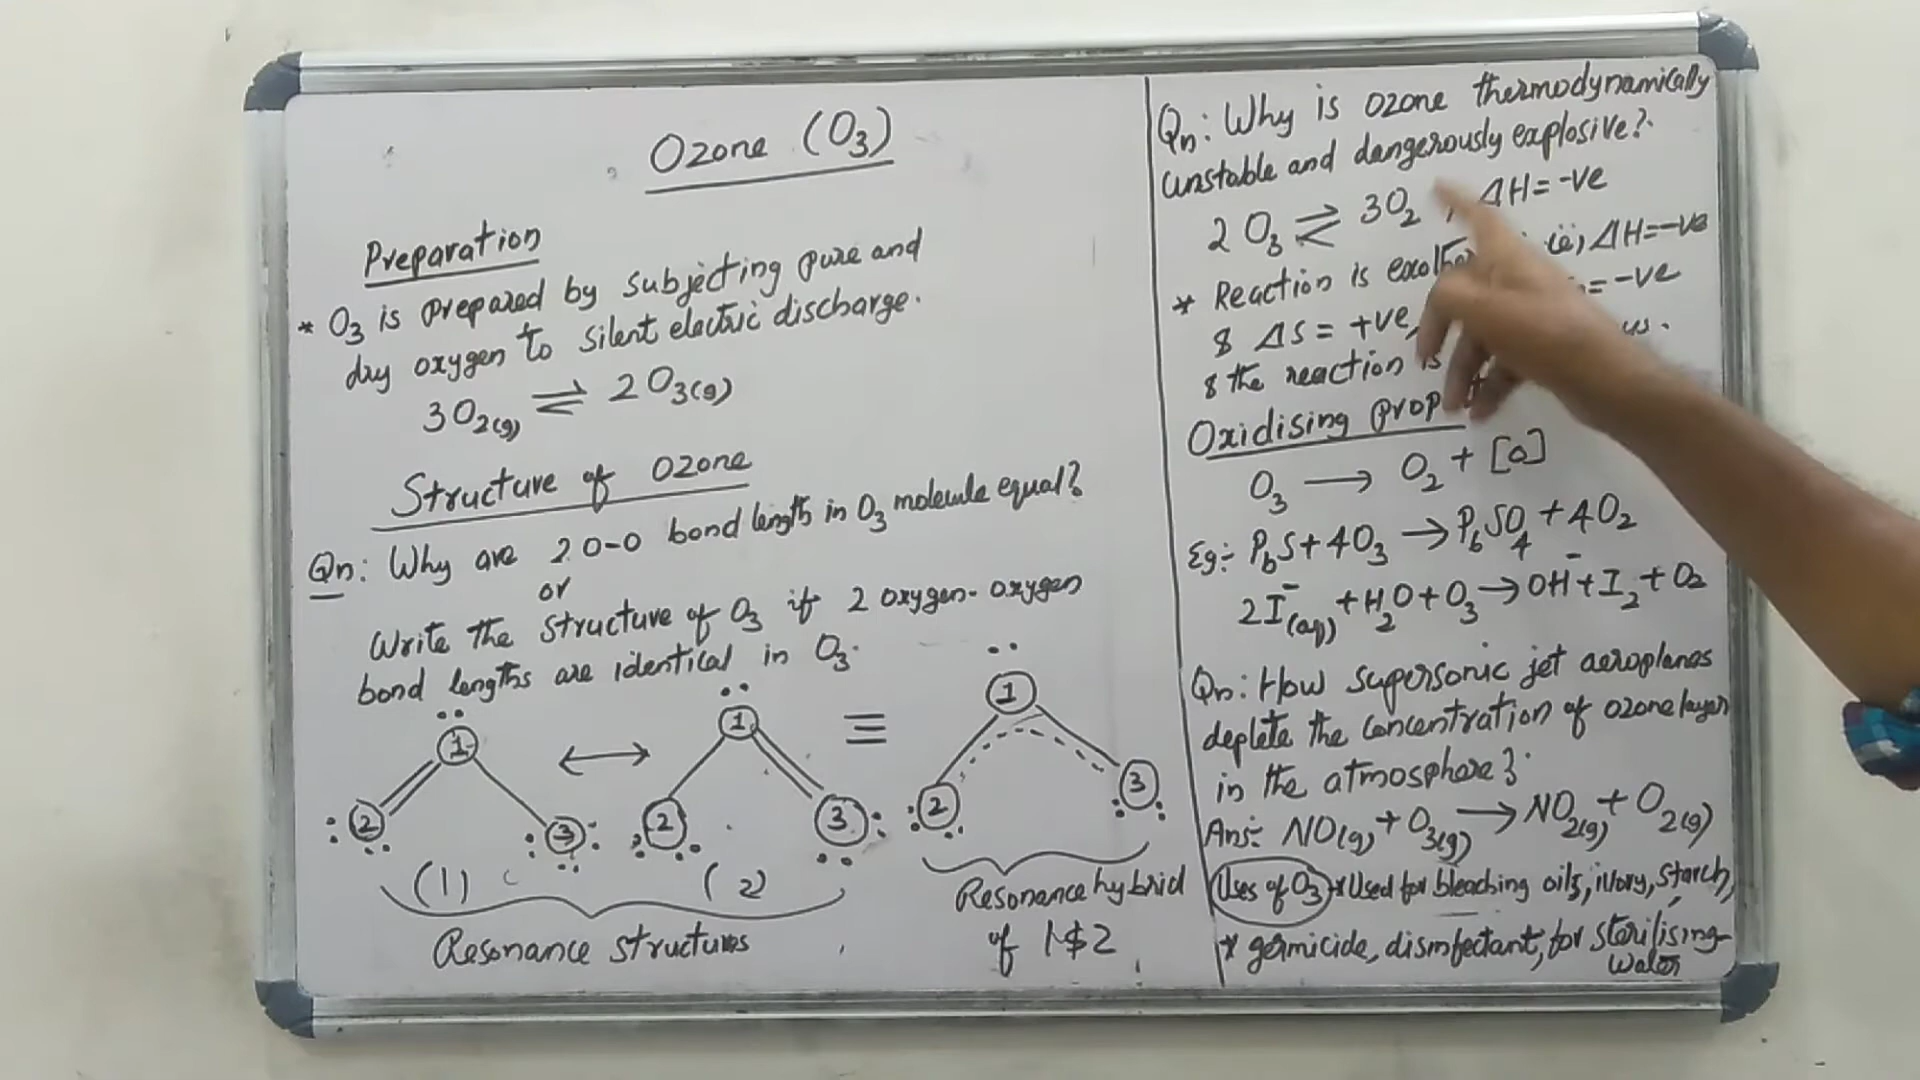 Ozone (O3)
Preparation
* O3 is prepared by subjecting pure and
dry oxygen to silent electric discharge.
3O2(g) ⇌ 2O3(g)
Structure of Ozone
Qn: Why are 2 O-O bond length in O3 molecule equal?
or
Write the structure of O3 if 2 oxygen-oxygen
bond lengths are identical in O3.
1 2 3 ↔ 1 2 3 ≡ 1 2 3
(1) (2)
Resonance structures
Resonance hybrid
of 1 & 2
Qn: Why is ozone thermodynamically
unstable and dangerously explosive?
2O3 ⇌ 3O2, ΔH = -ve
* Reaction is ie, ΔH = -ve
& ΔS = +ve, = -ve
& the reaction is
Oxidising prop
O3 → O2 + [O]
Eg:- PbS + 4O3 → PbSO4 + 4O2
2I-(aq) + H2O + O3 → OH- + I2 + O2
Qn: How supersonic jet aeroplanes
deplete the concentration of ozone layer
in the atmosphere?
Ans:- NO(g) + O3(g) → NO2(g) + O2(g)
Uses of O3 * Used for bleaching oils, ivory, starch,
* germicide, disinfectant, for sterilising
water